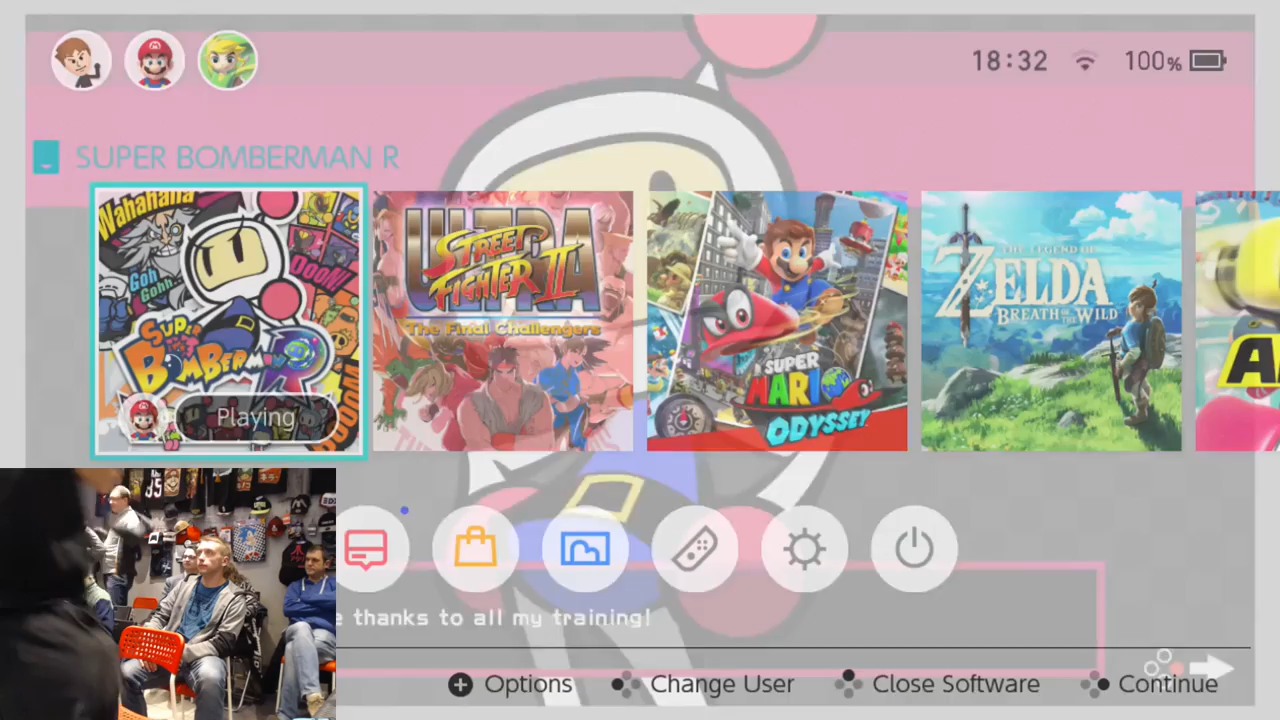 18:32
100%
SUPER BOMBERMAN R
Wahahaha
Goh
Gohh..
OooN!
SUPER
BOMBERMAN
Playing
ULTRA
STREET
FIGHTER II
The Final Challengers
SUPER
MARIO
ODYSSEY
THE LEGEND OF
ZELDA
BREATH OF THE WILD
A
thanks to all my training!
Options
Change User
Close Software
Continue